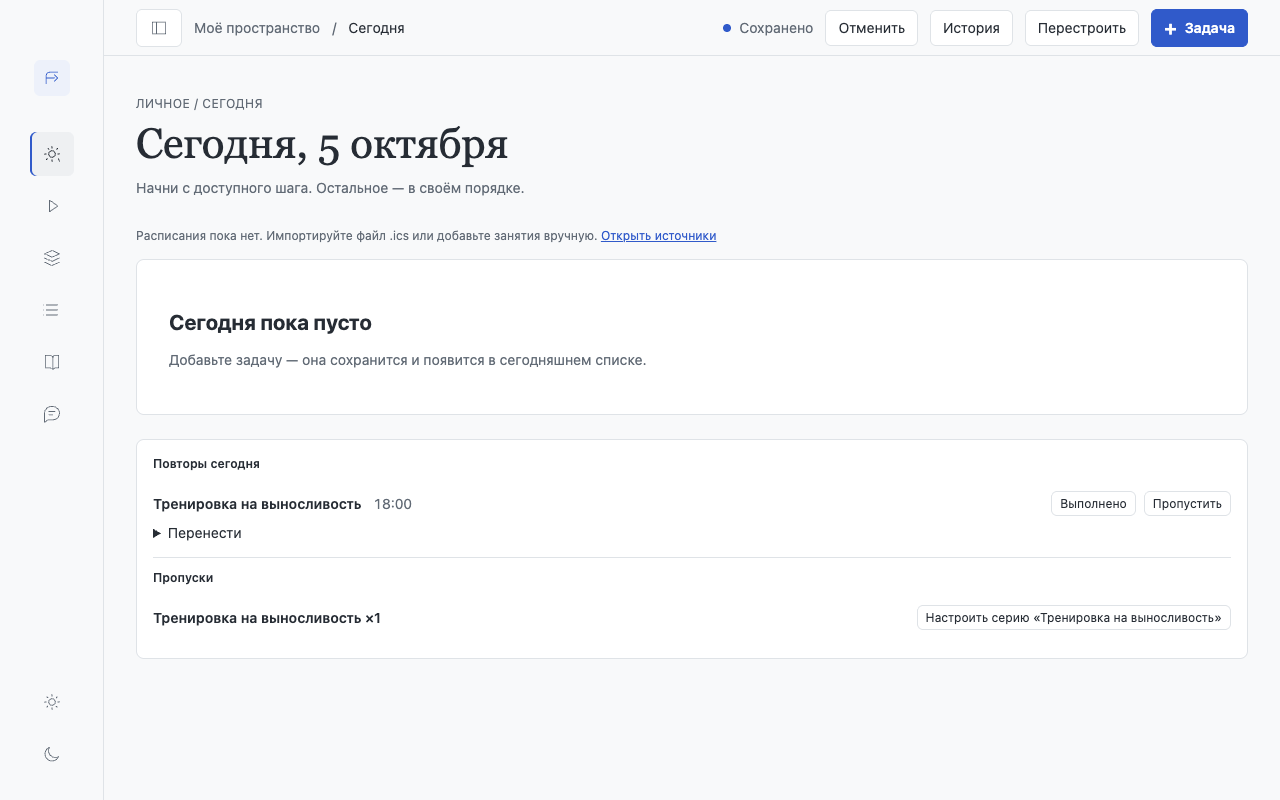 Моё пространство / Сегодня
Сохранено
Отменить
История
Перестроить
+ Задача
ЛИЧНОЕ / СЕГОДНЯ
Сегодня, 5 октября
Начни с доступного шага. Остальное — в своём порядке.
Расписания пока нет. Импортируйте файл .ics или добавьте занятия вручную. Открыть источники
Сегодня пока пусто
Добавьте задачу — она сохранится и появится в сегодняшнем списке.
Повторы сегодня
Тренировка на выносливость 18:00
Выполнено
Пропустить
Перенести
Пропуски
Тренировка на выносливость ×1
Настроить серию «Тренировка на выносливость»